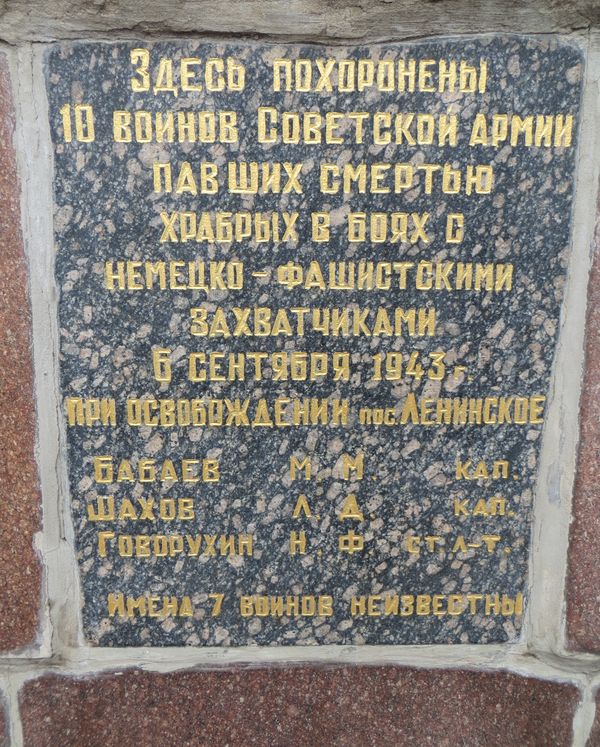 Здесь похоронены
10 воинов Советской армии
павших смертью
храбрых в боях с
немецко-фашистскими
захватчиками
6 сентября 1943 г.
при освобождении пос. Ленинское
Бабаев М. М. кап.
Шахов Л. Д. кап.
Говорухин Н. Ф. ст. л-т.
Имена 7 воинов неизвестны